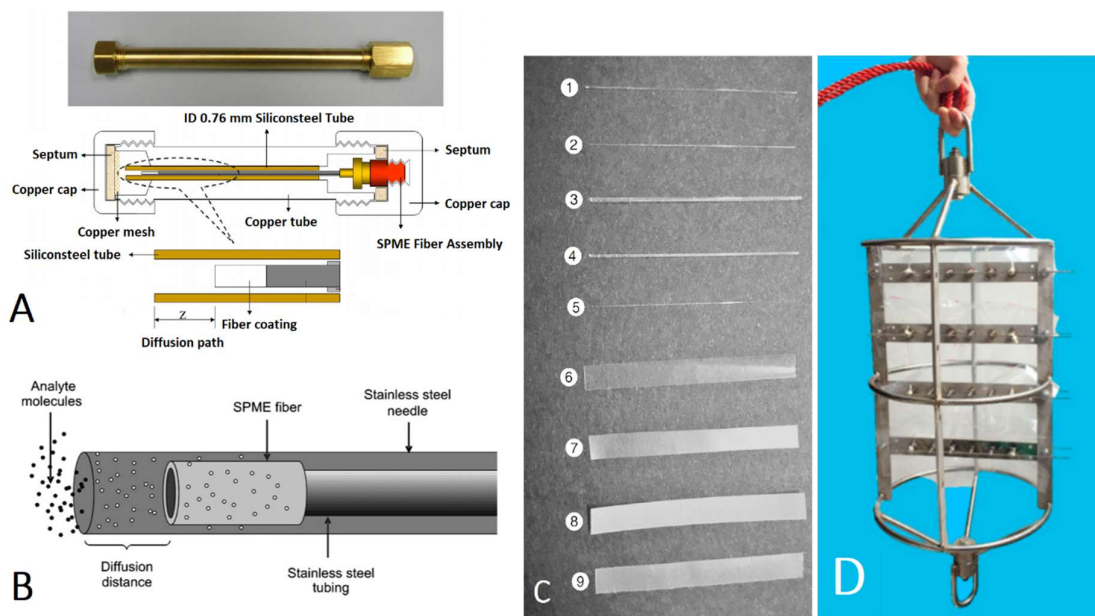 ID 0.76 mm Siliconsteel Tube
Septum
Septum
Copper cap
Copper cap
Copper mesh
Copper tube
SPME Fiber Assembly
Siliconsteel tube
Z
Fiber coating
Diffusion path
A
Analyte
molecules
SPME fiber
Stainless steel
needle
Diffusion
distance
Stainless steel
tubing
B
1
2
3
4
5
6
7
8
9
C
D